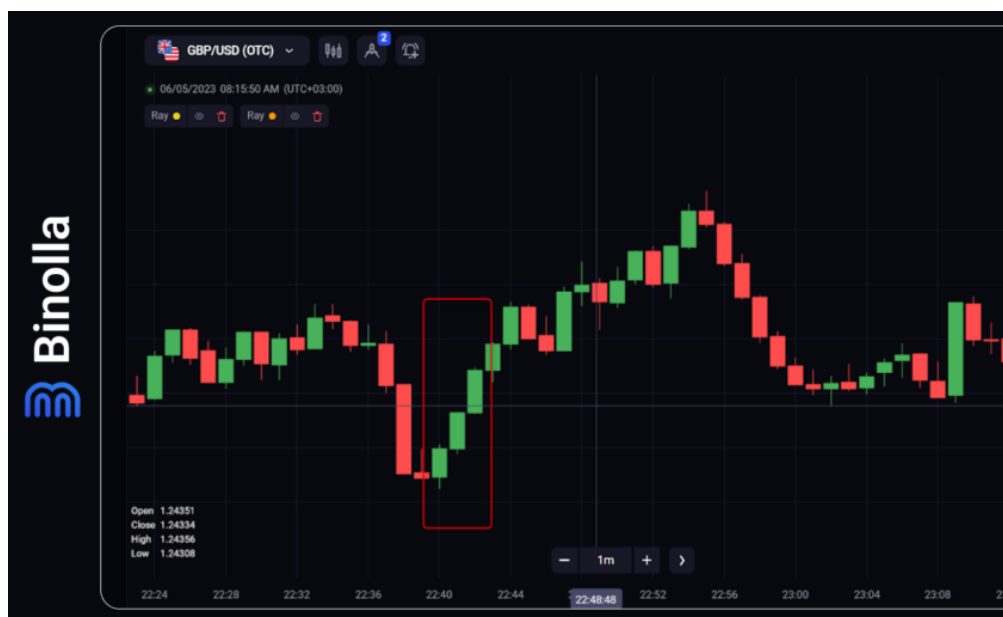 Binolla
GBP/USD (OTC)
2
06/05/2023 08:15:50 AM (UTC+03:00)
Ray Ray
Open 1.24351
Close 1.24334
High 1.24356
Low 1.24308
1m
22:24 22:28 22:32 22:36 22:40 22:44 22:48:48 22:52 22:56 23:00 23:04 23:08